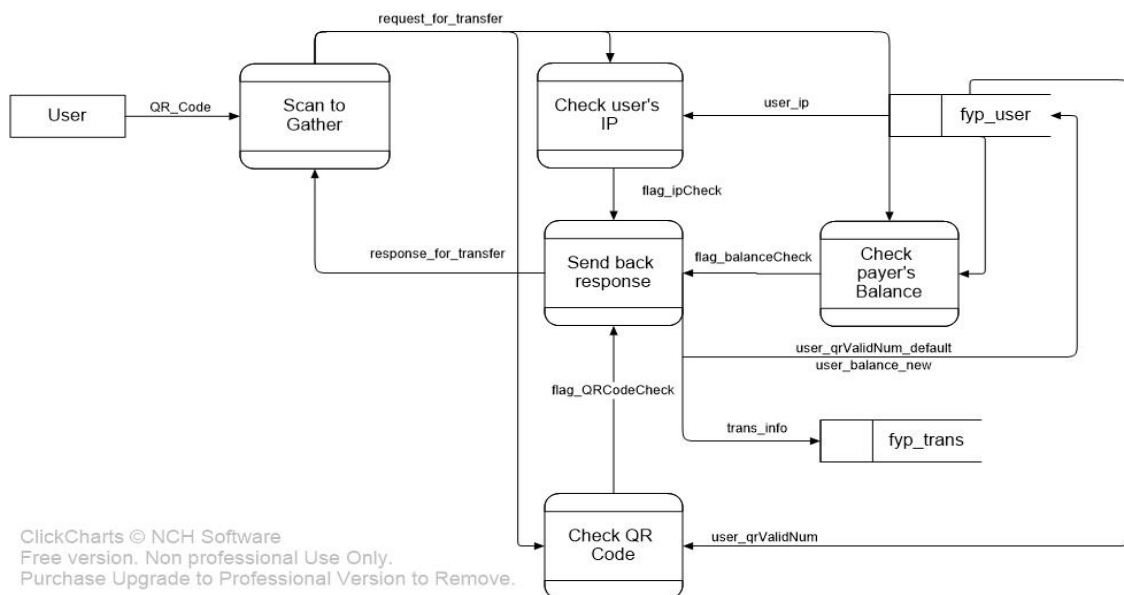 request_for_transfer
User
QR_Code
Scan to
Gather
Check user's
IP
user_ip
fyp_user
flag_ipCheck
response_for_transfer
Send back
response
flag_balanceCheck
Check
payer's
Balance
user_qrValidNum_default
user_balance_new
flag_QRCodeCheck
trans_info
fyp_trans
Check QR
Code
user_qrValidNum
ClickCharts © NCH Software
Free version. Non professional Use Only.
Purchase Upgrade to Professional Version to Remove.